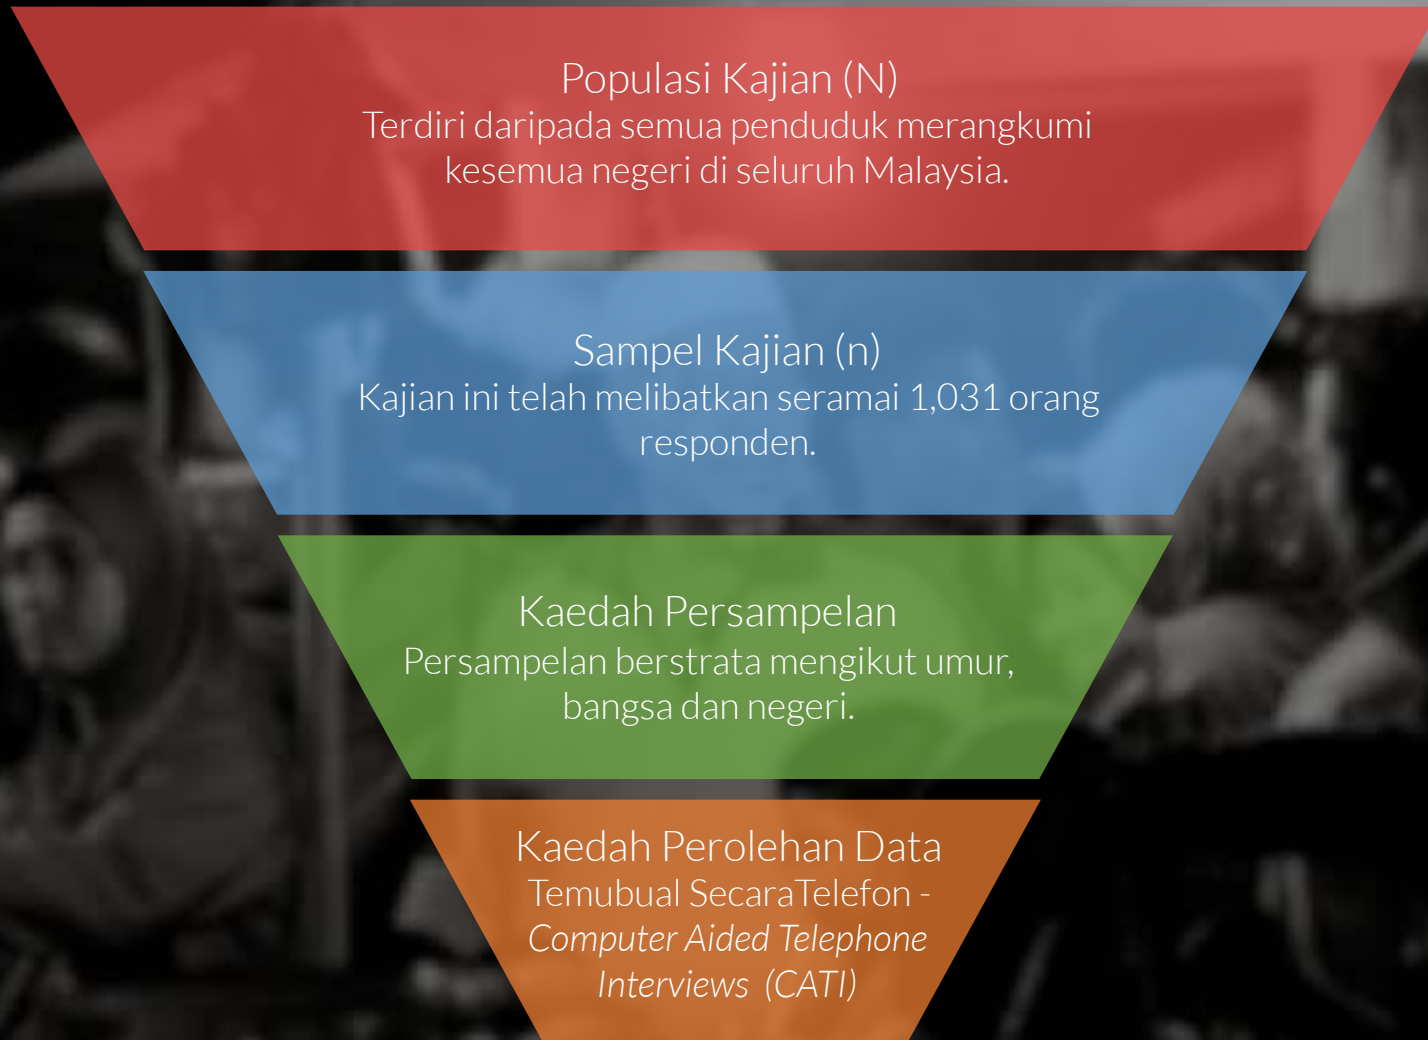 Populasi Kajian (N)
Terdiri daripada semua penduduk merangkumi
kesemua negeri di seluruh Malaysia.
Sampel Kajian (n)
Kajian ini telah melibatkan seramai 1,031 orang
responden.
Kaedah Persampelan
Persampelan berstrata mengikut umur,
bangsa dan negeri.
Kaedah Perolehan Data
Temubual SecaraTelefon -
Computer Aided Telephone
Interviews (CATI)